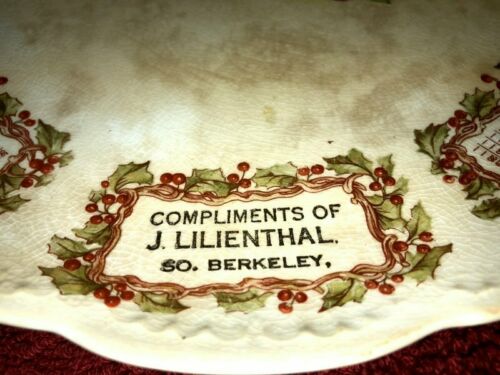 COMPLIMENTS OF
J. LILIENTHAL.
SO. BERKELEY,